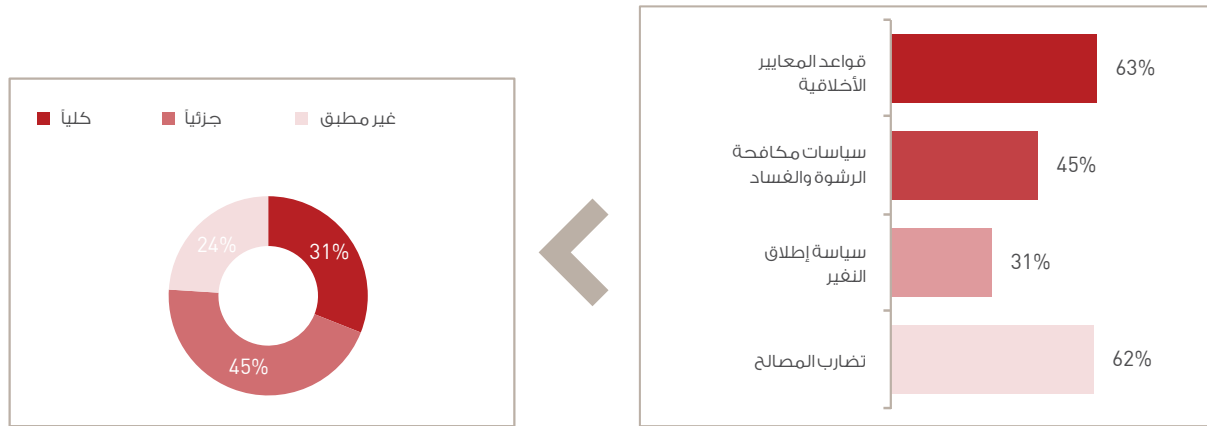 قواعد المعايير
الأخلاقية
63%
سياسات مكافحة
الرشوة والفساد
45%
سياسة إطلاق
النفير
31%
تضارب المصالح
62%
كلياً
جزئياً
غير مطبق
24%
31%
45%